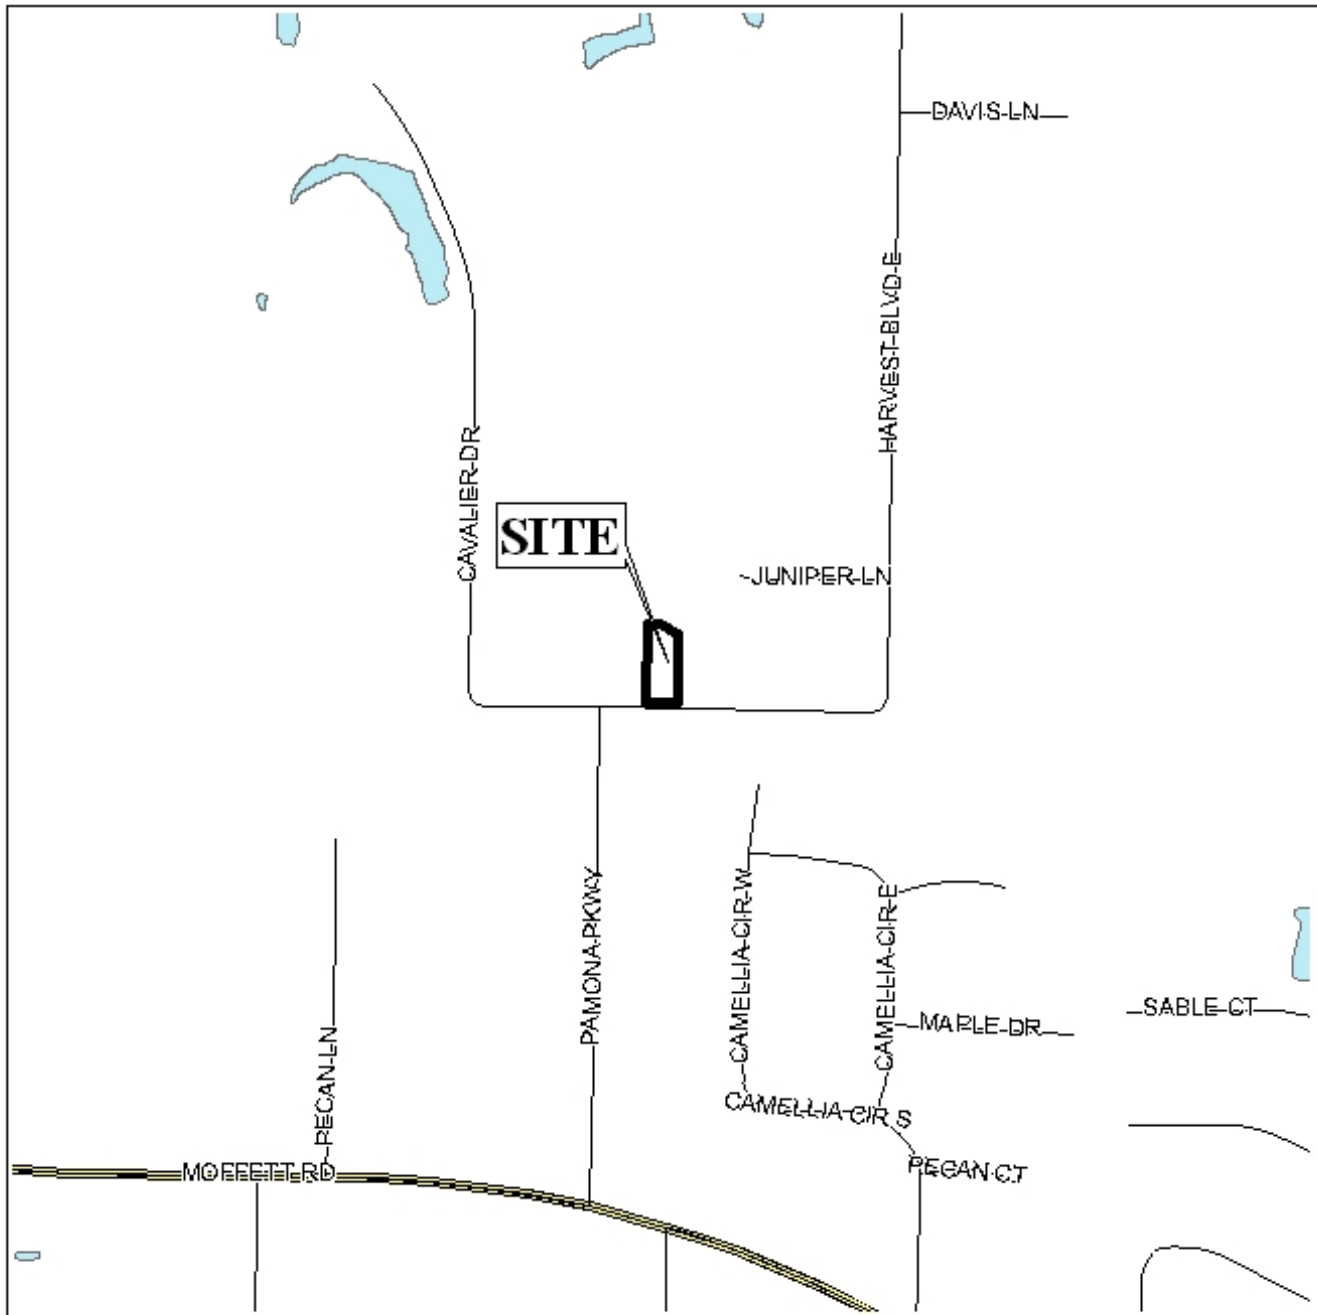 DAVIS LN
HARVEST BLVD E
CAVALIER DR
SITE
JUNIPER LN
PAMONA PKWY
CAMELLIA CIR W
CAMELLIA CIR E
MAPLE DR
SABLE CT
PECAN LN
CAMELLIA CIR S
MOFFETT RD
PECAN CT